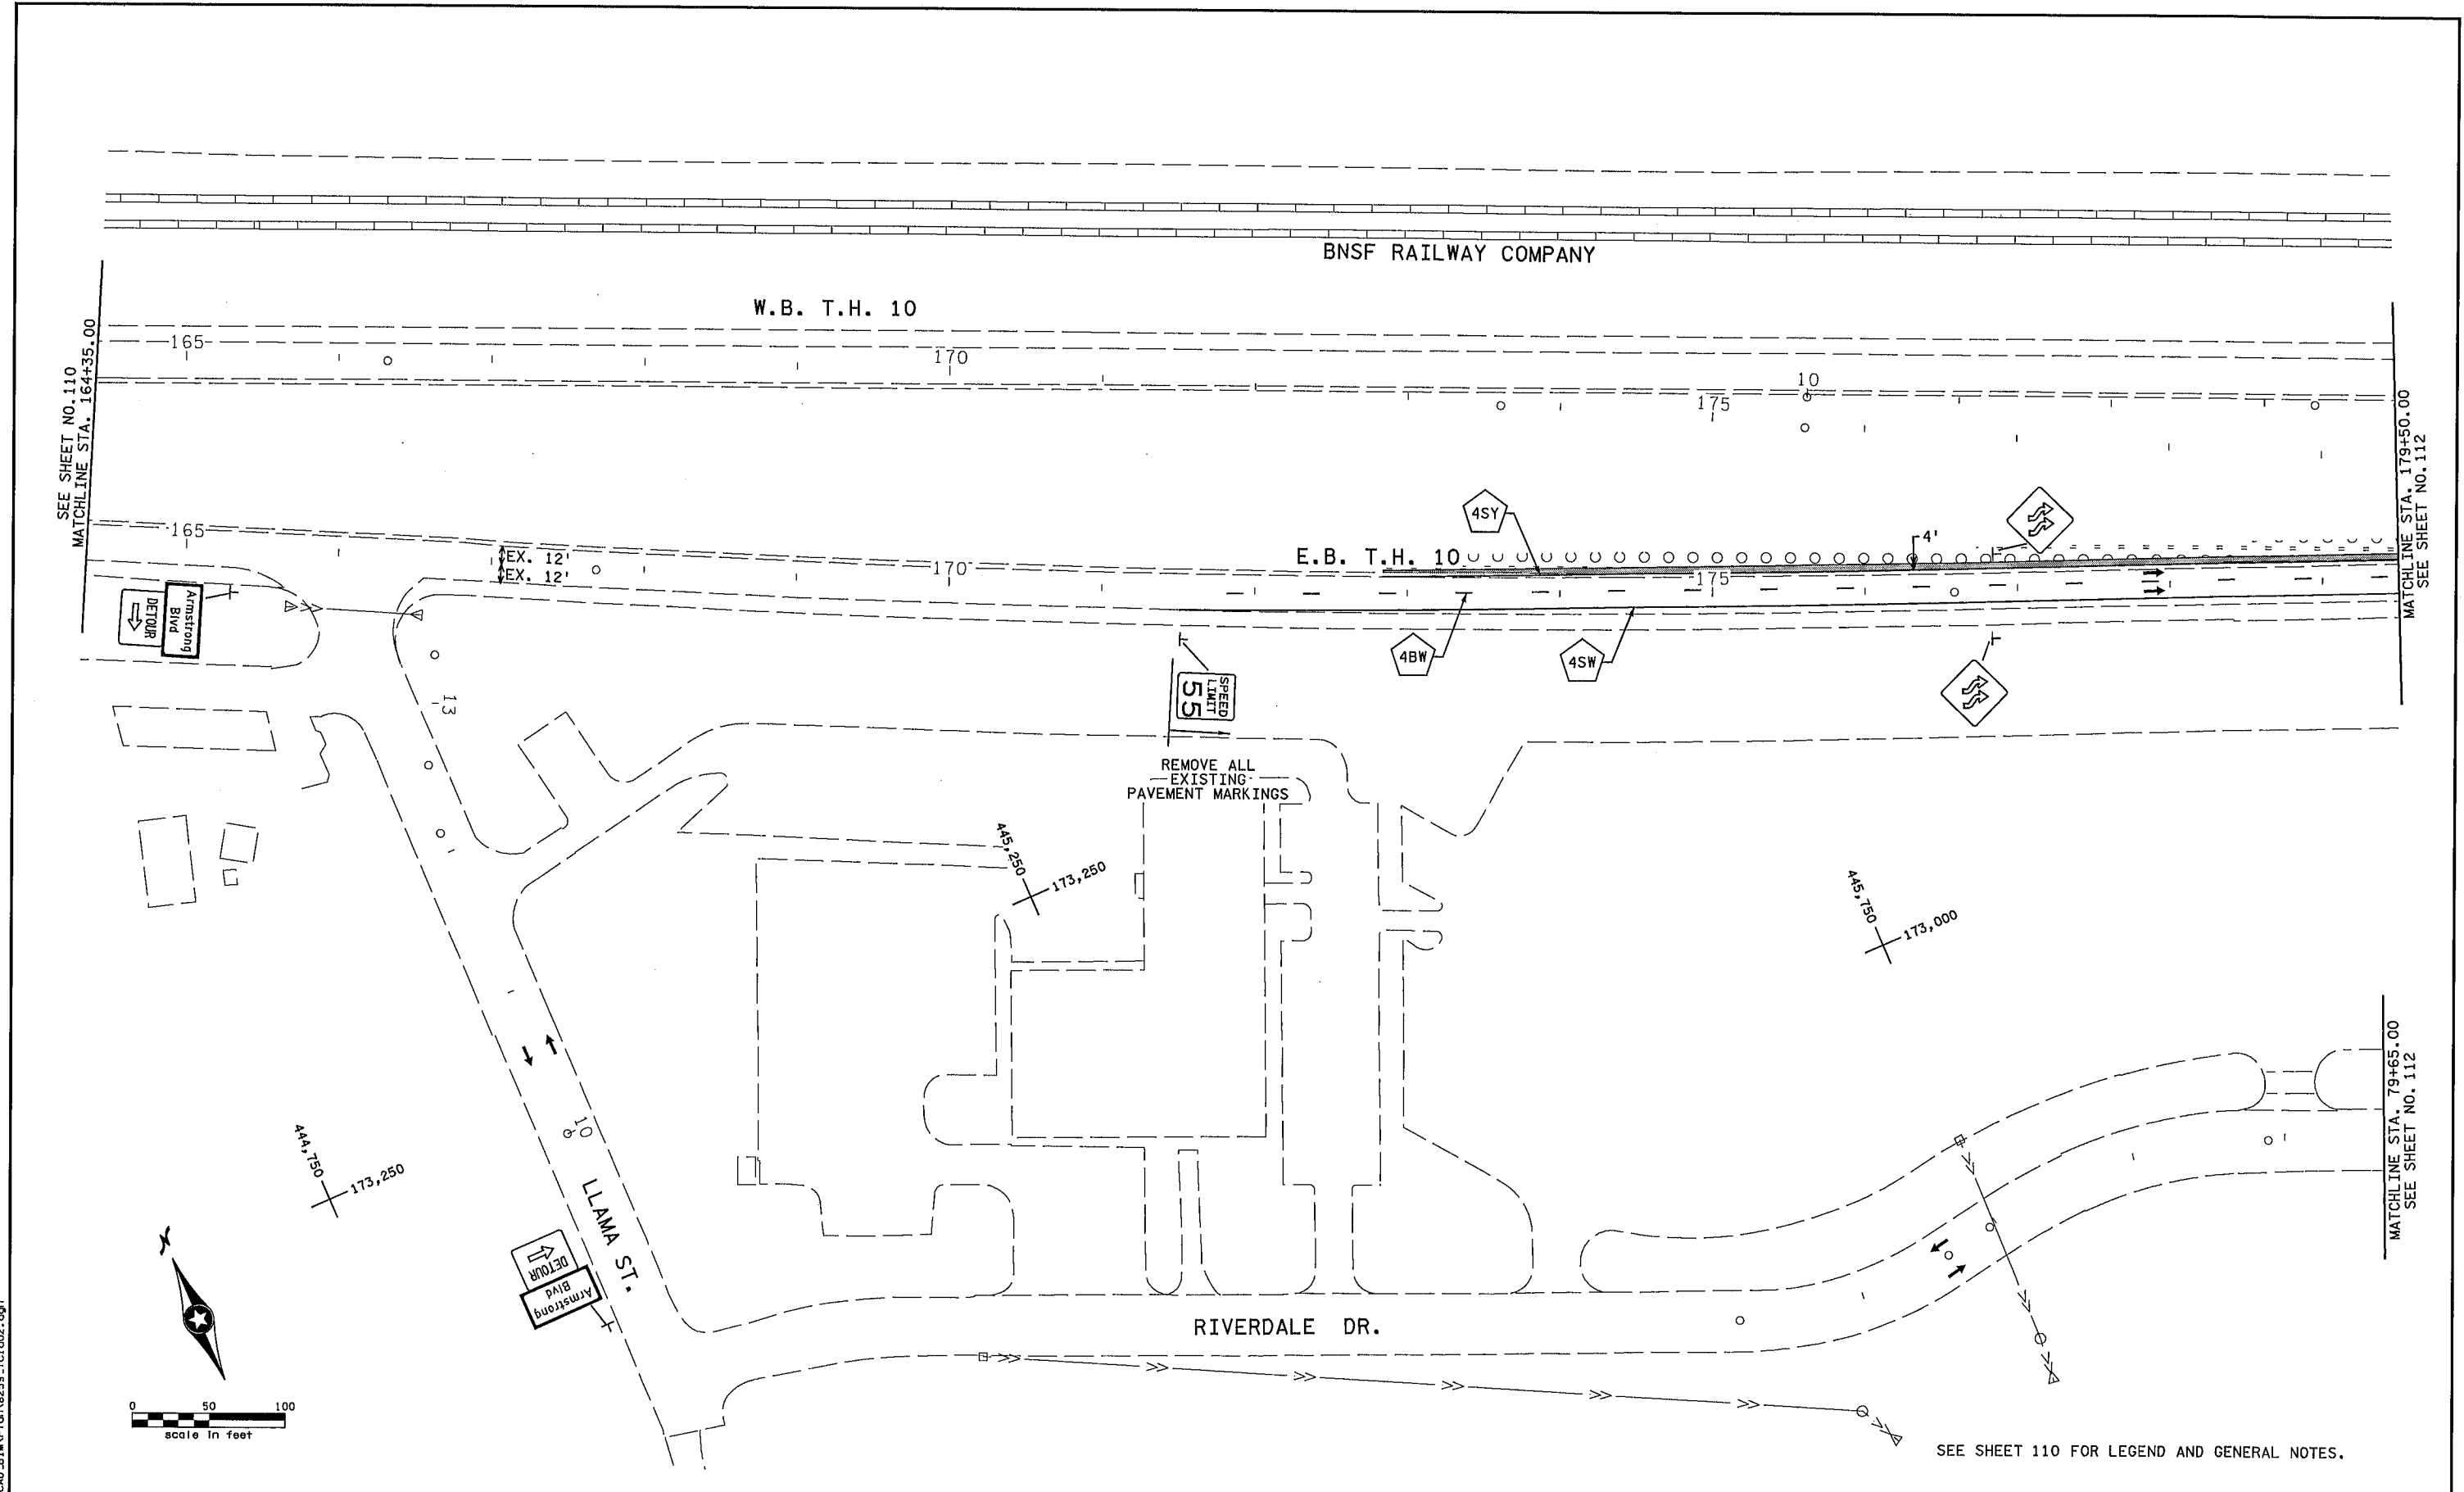 BNSF RAILWAY COMPANY
W.B. T.H. 10
165
170
10
175
SEE SHEET NO.110
MATCHLINE STA. 164+35.00
MATCHLINE STA. 179+50.00
SEE SHEET NO.112
165
EX. 12'
EX. 12'
170
E.B. T.H. 10
175
4'
4SY
4BW
4SW
Armstrong
Blvd
DETOUR
13
SPEED
LIMIT
55
REMOVE ALL
EXISTING
PAVEMENT MARKINGS
445,250
173,250
445,750
173,000
444,750
173,250
10
LLAMA ST.
DETOUR
Armstrong
Blvd
RIVERDALE DR.
MATCHLINE STA. 79+65.00
SEE SHEET NO. 112
0 50 100
scale in feet
SEE SHEET 110 FOR LEGEND AND GENERAL NOTES.